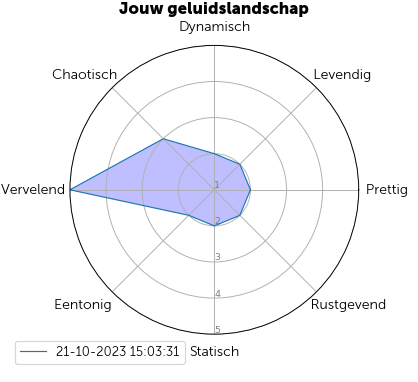 Jouw geluidslandschap
Dynamisch
Chaotisch
Levendig
Vervelend
1
Prettig
2
3
4
Eentonig
Rustgevend
5
21-10-2023 15:03:31
Statisch